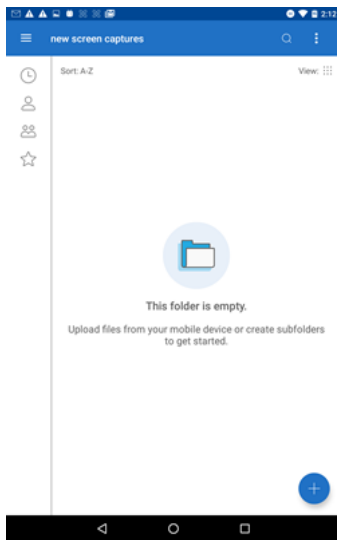 2:12
new screen captures
Sort: A-Z
View:
This folder is empty.
Upload files from your mobile device or create subfolders
to get started.